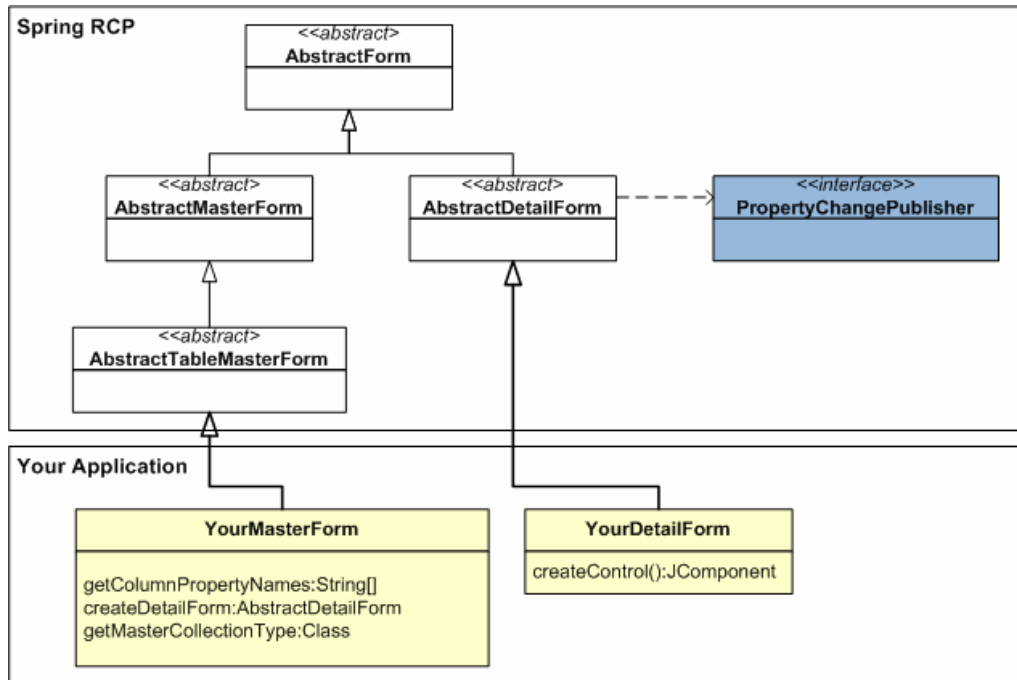 Spring RCP
<<abstract>
AbstractForm
<<abstract>
AbstractMasterForm
<<abstract>
AbstractDetailForm
<<interface>>
PropertyChangePublisher
<<abstract>
AbstractTableMasterForm
Your Application
YourMasterForm
getColumnPropertyNames:String[]
createDetailForm:AbstractDetailForm
getMasterCollectionType:Class
YourDetailForm
createControl():JComponent